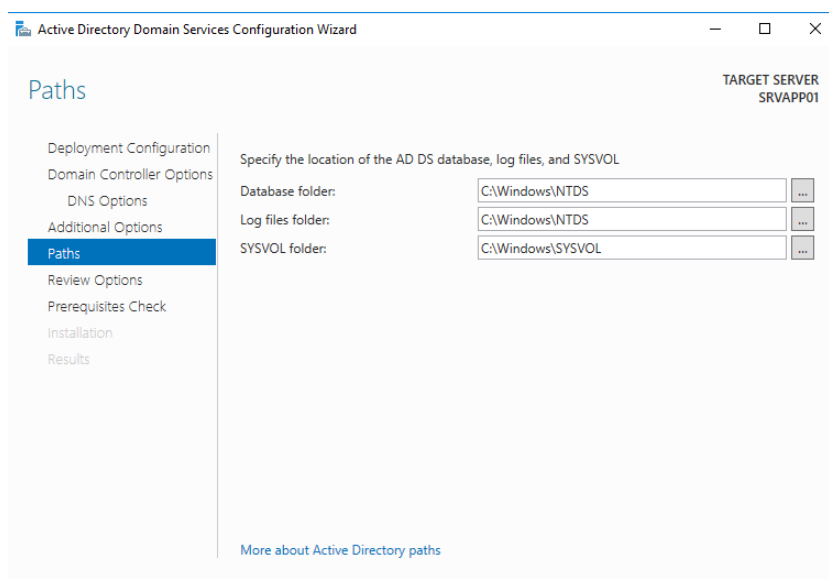 Active Directory Domain Services Configuration Wizard
Paths
TARGET SERVER
SRVAPP01
Deployment Configuration
Domain Controller Options
DNS Options
Additional Options
Paths
Review Options
Prerequisites Check
Installation
Results
Specify the location of the AD DS database, log files, and SYSVOL
Database folder: C:\Windows\NTDS ...
Log files folder: C:\Windows\NTDS ...
SYSVOL folder: C:\Windows\SYSVOL ...
More about Active Directory paths